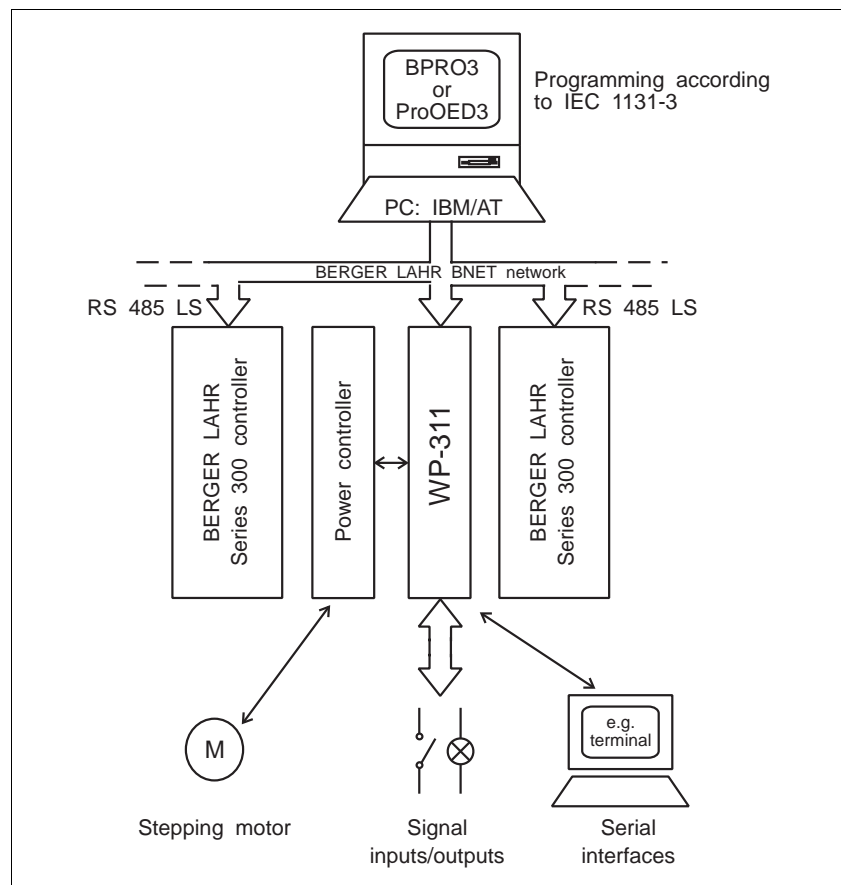 BPRO3
or
ProOED3
Programming according
to IEC 1131-3
PC: IBM/AT
BERGER LAHR BNET network
RS 485 LS
RS 485 LS
BERGER LAHR
Series 300 controller
Power controller
WP-311
BERGER LAHR
Series 300 controller
M
e.g.
terminal
Stepping motor
Signal
inputs/outputs
Serial
interfaces